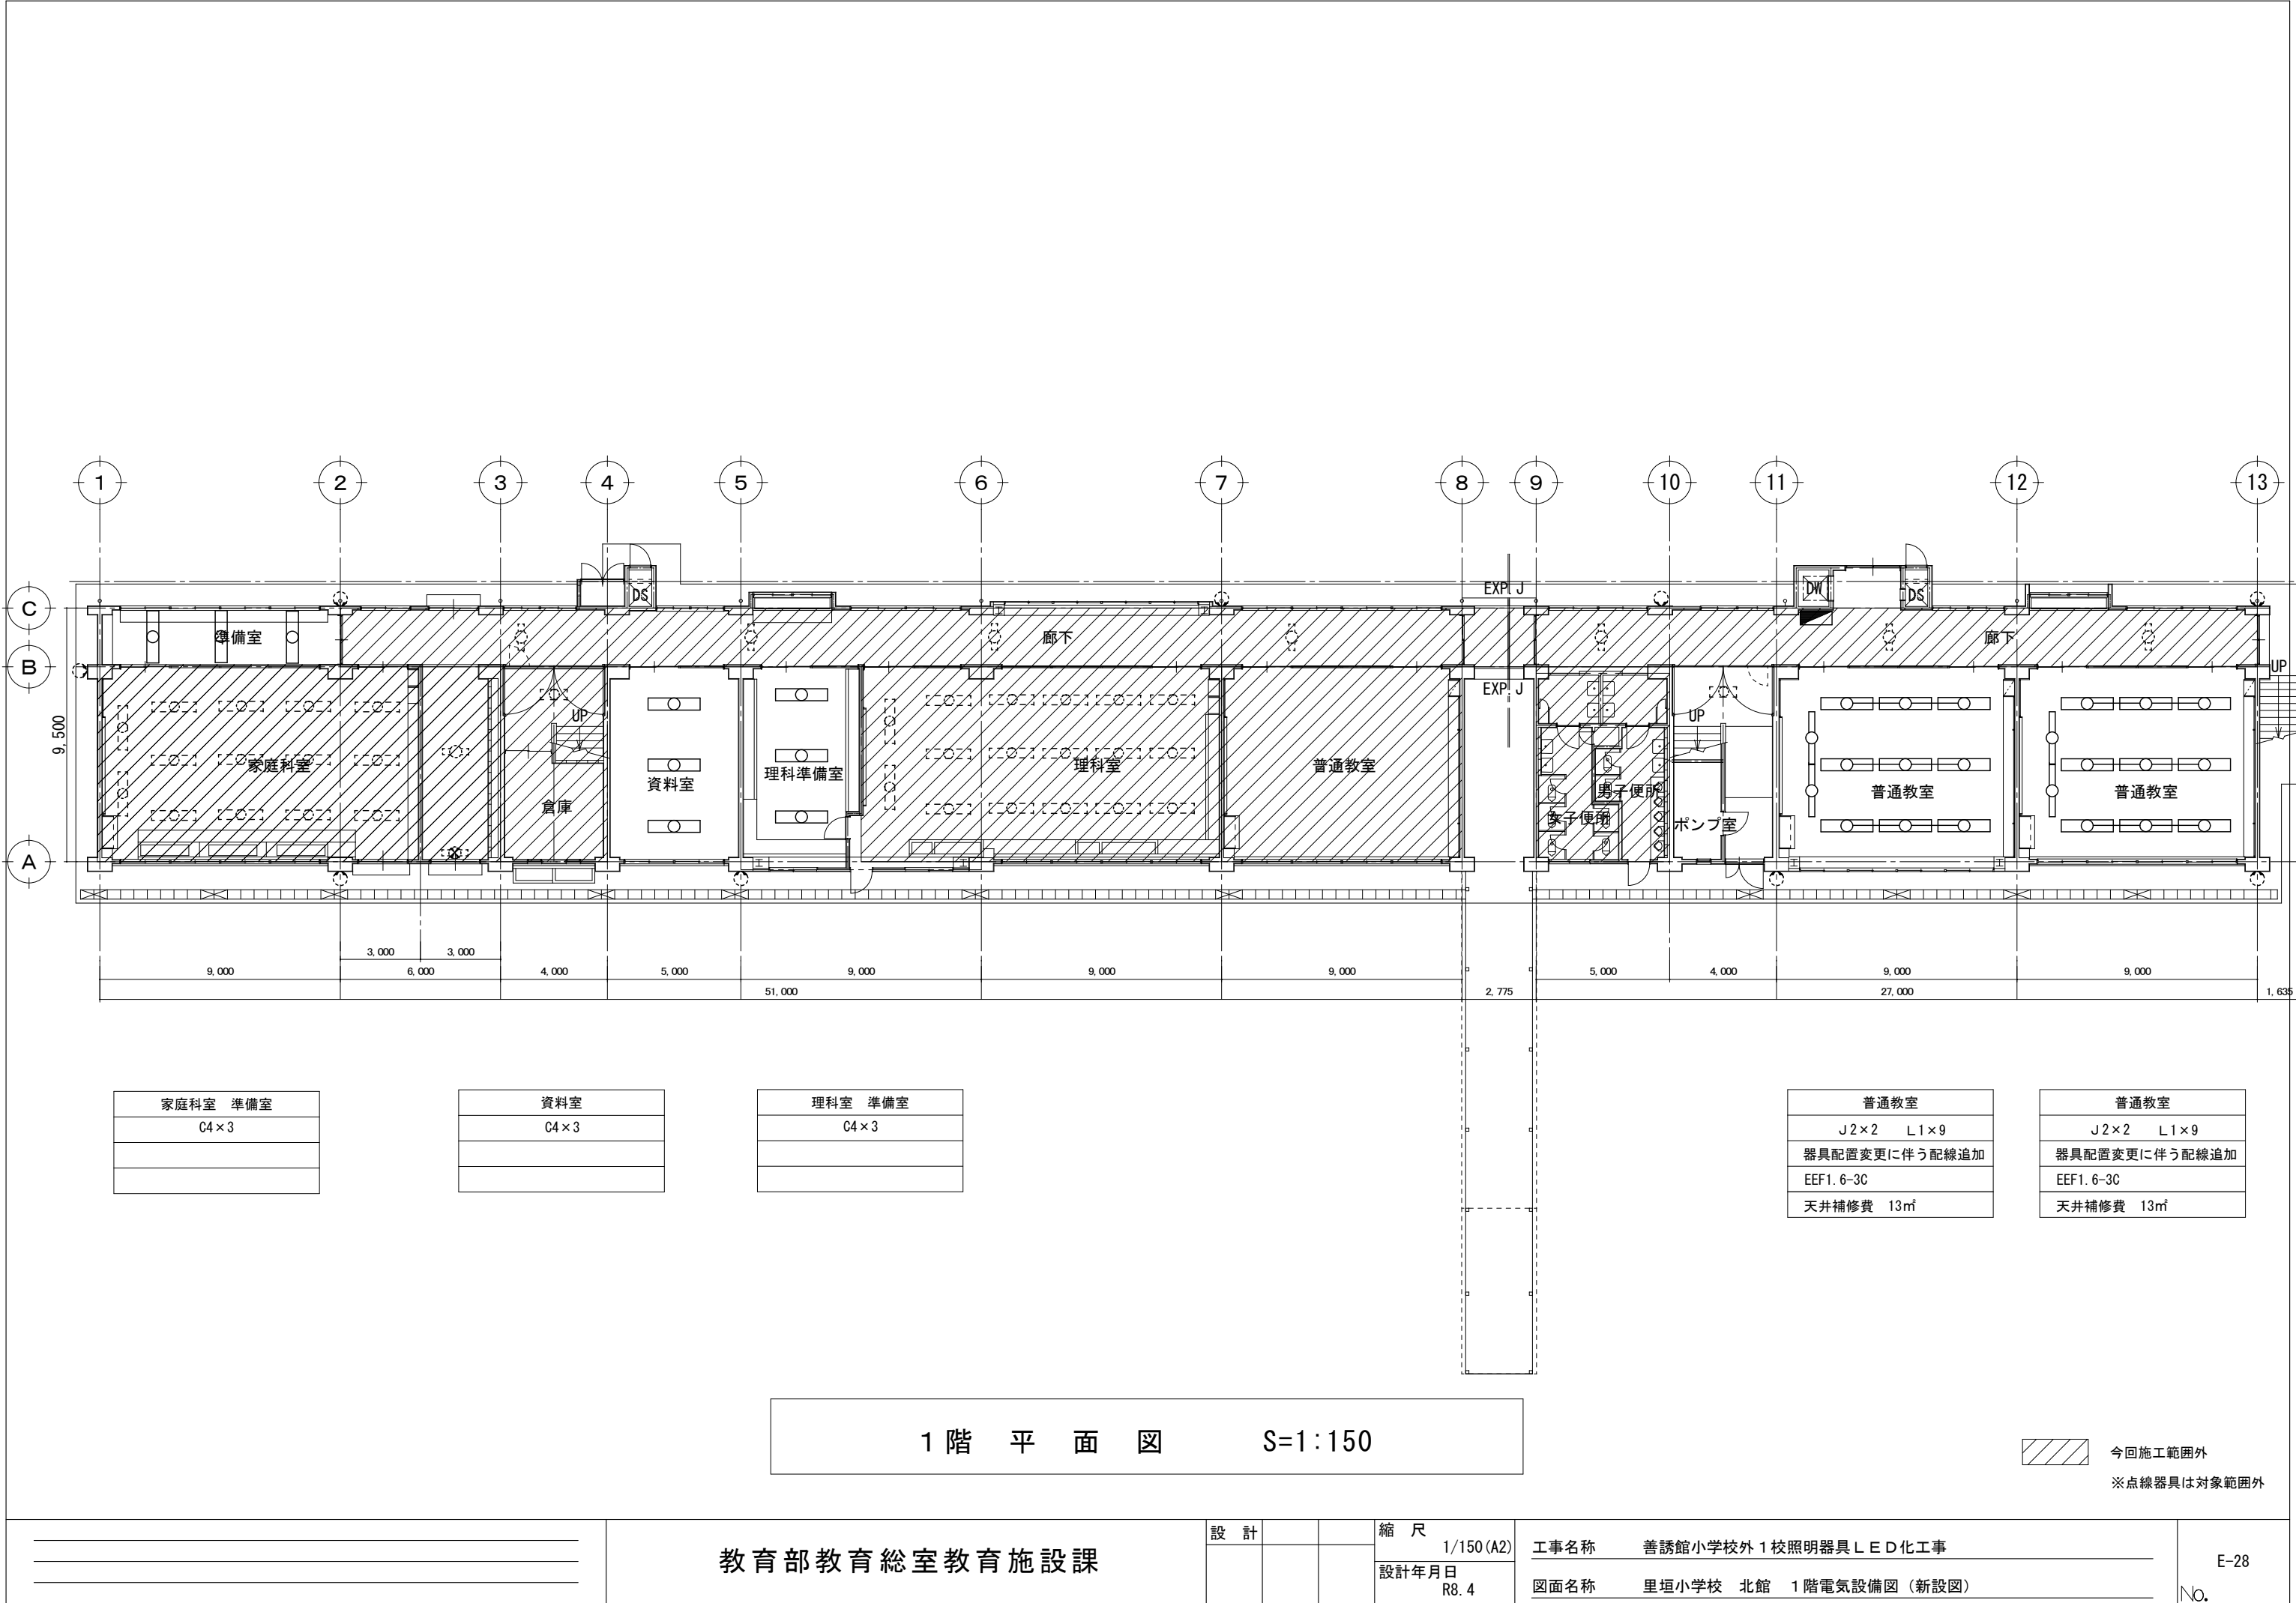 1 2 3 4 5 6 7 8 9 10 11 12 13
C
B
A
9,500
DS
EXP.J
DW
DS
準備室
廊下
廊下
UP
EXP.J
UP
UP
家庭科室
倉庫
資料室
理科準備室
理科室
普通教室
女子便所
男子便所
ポンプ室
普通教室
普通教室
3,000 3,000
9,000 6,000 4,000 5,000 9,000 9,000 9,000 5,000 4,000 9,000 9,000
51,000 2,775 27,000 1,635
家庭科室 準備室
C4×3
資料室
C4×3
理科室 準備室
C4×3
普通教室
J2×2 L1×9
器具配置変更に伴う配線追加
EEF1.6-3C
天井補修費 13㎡
普通教室
J2×2 L1×9
器具配置変更に伴う配線追加
EEF1.6-3C
天井補修費 13㎡
1階 平 面 図 S=1:150
今回施工範囲外
※点線器具は対象範囲外
教育部教育総室教育施設課
設 計
縮 尺
1/150(A2)
設計年月日
R8.4
工事名称 善誘館小学校外1校照明器具LED化工事
図面名称 里垣小学校 北館 1階電気設備図(新設図)
E-28
No.